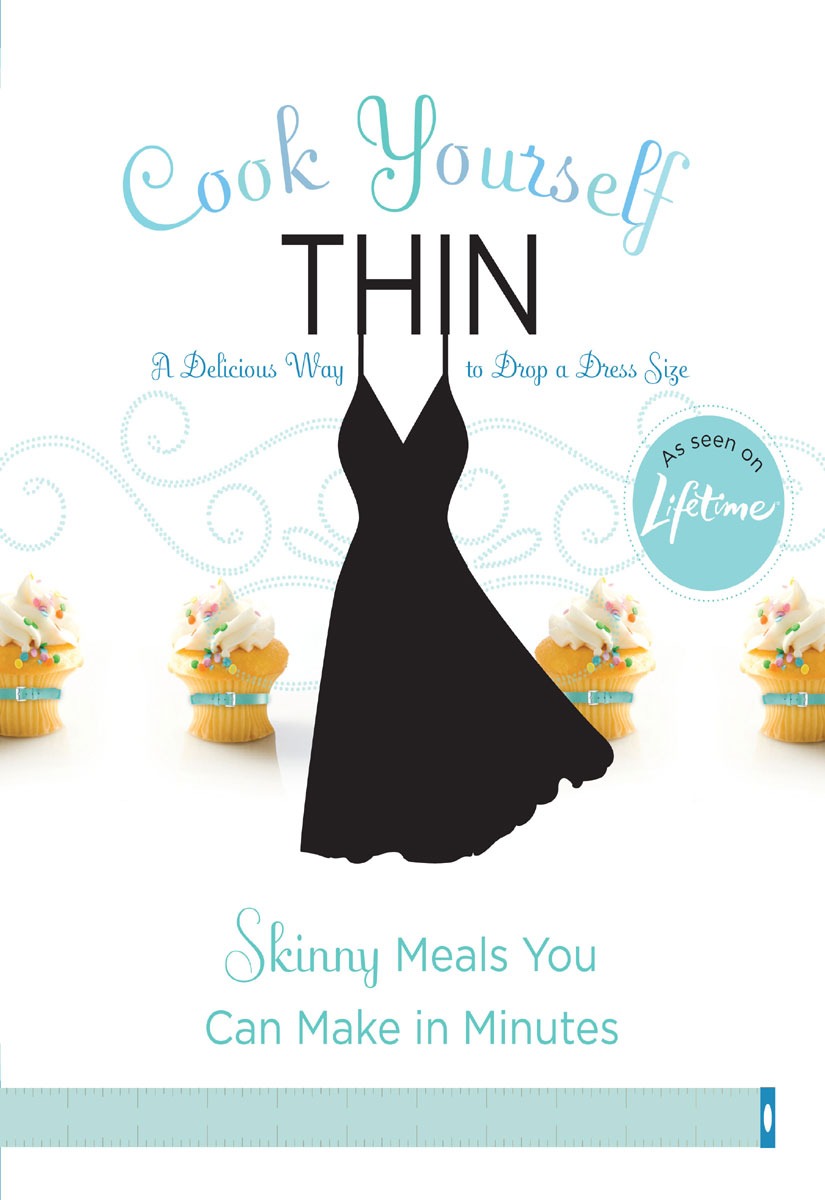 Cook Yourself
THIN
A Delicious Way to Drop a Dress Size
As seen on
Lifetime
Skinny Meals You
Can Make in Minutes